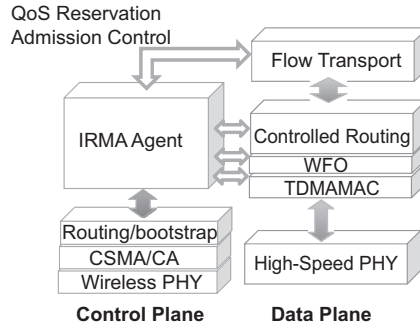 QoS Reservation
Admission Control
Flow Transport
IRMA Agent
Controlled Routing
WFO
TDMAMAC
Routing/bootstrap
CSMA/CA
Wireless PHY
High-Speed PHY
Control Plane
Data Plane